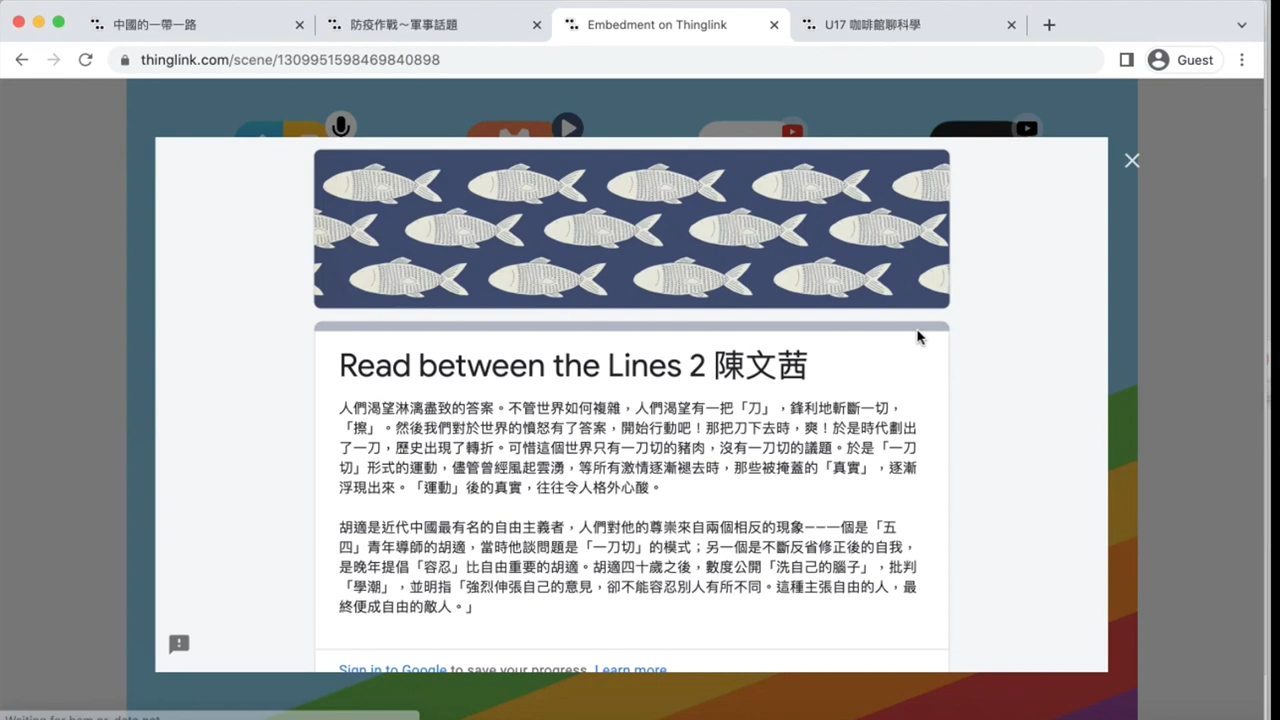 中國的一帶一路
防疫作戰～軍事話題
Embedment on Thinglink
U17 咖啡館聊科學
thinglink.com/scene/1309951598469840898
Guest
Read between the Lines 2 陳文茜
人們渴望淋漓盡致的答案。不管世界如何複雜，人們渴望有一把「刀」，鋒利地斬斷一切，
「擦」。然後我們對於世界的憤怒有了答案，開始行動吧！那把刀下去時，爽！於是時代劃出
了一刀，歷史出現了轉折。可惜這個世界只有一刀切的豬肉，沒有一刀切的議題。於是「一刀
切」形式的運動，儘管曾經風起雲湧，等所有激情逐漸褪去時，那些被掩蓋的「真實」，逐漸
浮現出來。「運動」後的真實，往往令人格外心酸。
胡適是近代中國最有名的自由主義者，人們對他的尊崇來自兩個相反的現象———個是「五
四」青年導師的胡適，當時他談問題是「一刀切」的模式；另一個是不斷反省修正後的自我，
是晚年提倡「容忍」比自由重要的胡適。胡適四十歲之後，數度公開「洗自己的腦子」，批判
「學潮」，並明指「強烈伸張自己的意見，卻不能容忍別人有所不同。這種主張自由的人，最
終便成自由的敵人。」
Sign in to Google to save your progress. Learn more